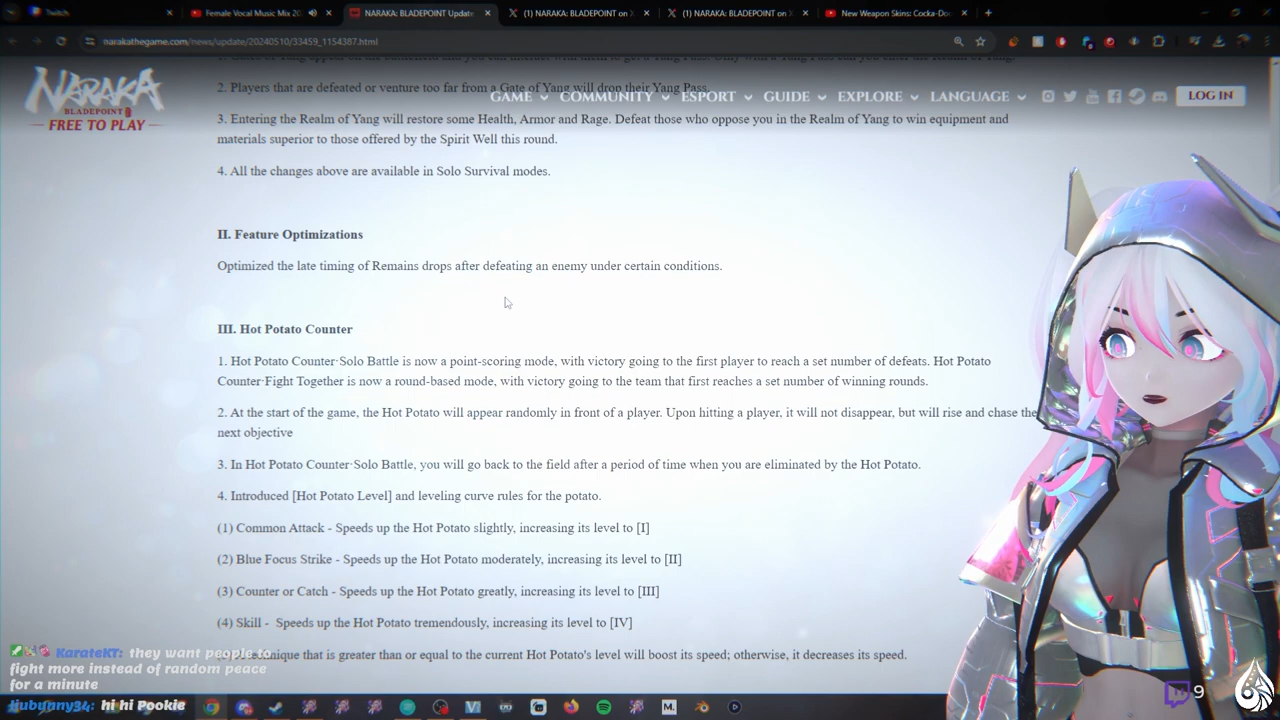 Twitch
Female Vocal Music Mix 20
NARAKA: BLADEPOINT Update
(1) NARAKA: BLADEPOINT on X
(1) NARAKA: BLADEPOINT on X
New Weapon Skins: Cocka-Doo
narakathegame.com/news/update/20240510/33459_1154387.html
NARAKA
BLADEPOINT
FREE TO PLAY
GAME COMMUNITY ESPORT GUIDE EXPLORE LANGUAGE LOG IN
2. Players that are defeated or venture too far from a Gate of Yang will drop their Yang Pass.
3. Entering the Realm of Yang will restore some Health, Armor and Rage. Defeat those who oppose you in the Realm of Yang to win equipment and
materials superior to those offered by the Spirit Well this round.
4. All the changes above are available in Solo Survival modes.
II. Feature Optimizations
Optimized the late timing of Remains drops after defeating an enemy under certain conditions.
III. Hot Potato Counter
1. Hot Potato Counter·Solo Battle is now a point-scoring mode, with victory going to the first player to reach a set number of defeats. Hot Potato
Counter·Fight Together is now a round-based mode, with victory going to the team that first reaches a set number of winning rounds.
2. At the start of the game, the Hot Potato will appear randomly in front of a player. Upon hitting a player, it will not disappear, but will rise and chase the
next objective
3. In Hot Potato Counter·Solo Battle, you will go back to the field after a period of time when you are eliminated by the Hot Potato.
4. Introduced [Hot Potato Level] and leveling curve rules for the potato.
(1) Common Attack - Speeds up the Hot Potato slightly, increasing its level to [I]
(2) Blue Focus Strike - Speeds up the Hot Potato moderately, increasing its level to [II]
(3) Counter or Catch - Speeds up the Hot Potato greatly, increasing its level to [III]
(4) Skill - Speeds up the Hot Potato tremendously, increasing its level to [IV]
that is greater than or equal to the current Hot Potato's level will boost its speed; otherwise, it decreases its speed.
KarateKT: they want people to
fight more instead of random peace
for a minute
liubunny34: hi hi Pookie
9